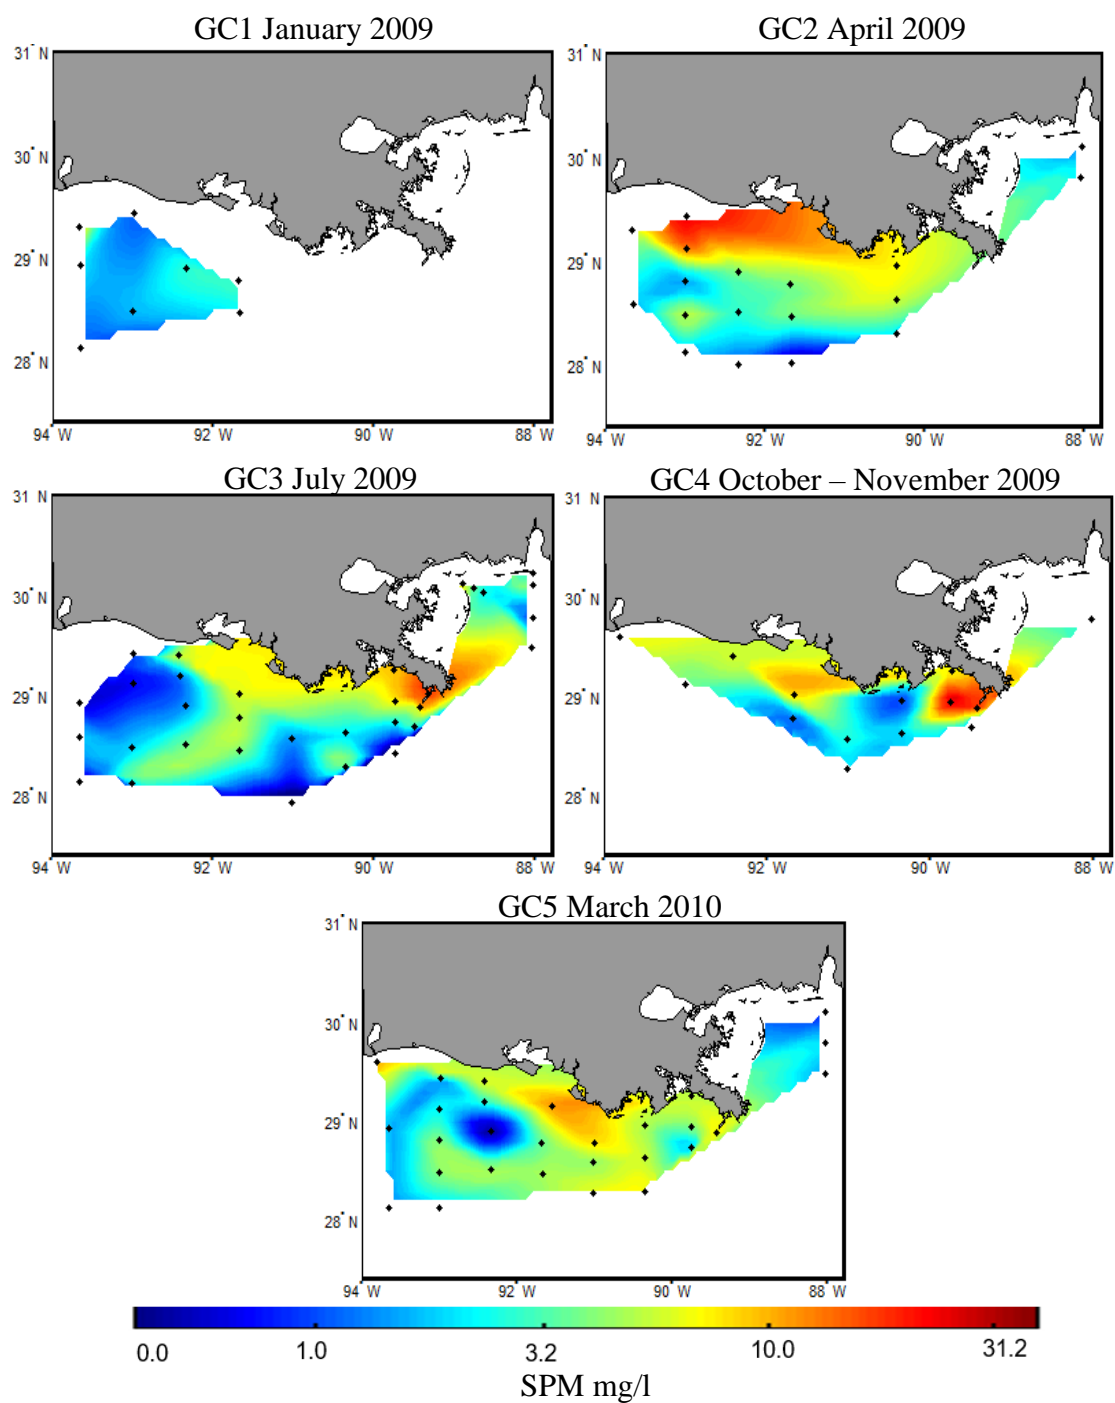 GC1 January 2009
GC2 April 2009
31° N
30° N
29° N
28° N
94° W 92° W 90° W 88° W
31° N
30° N
29° N
28° N
94° W 92° W 90° W 88° W
GC3 July 2009
GC4 October – November 2009
31° N
30° N
29° N
28° N
94° W 92° W 90° W 88° W
31° N
30° N
29° N
28° N
94° W 92° W 90° W 88° W
GC5 March 2010
31° N
30° N
29° N
28° N
94° W 92° W 90° W 88° W
0.0 1.0 3.2 10.0 31.2
SPM mg/l